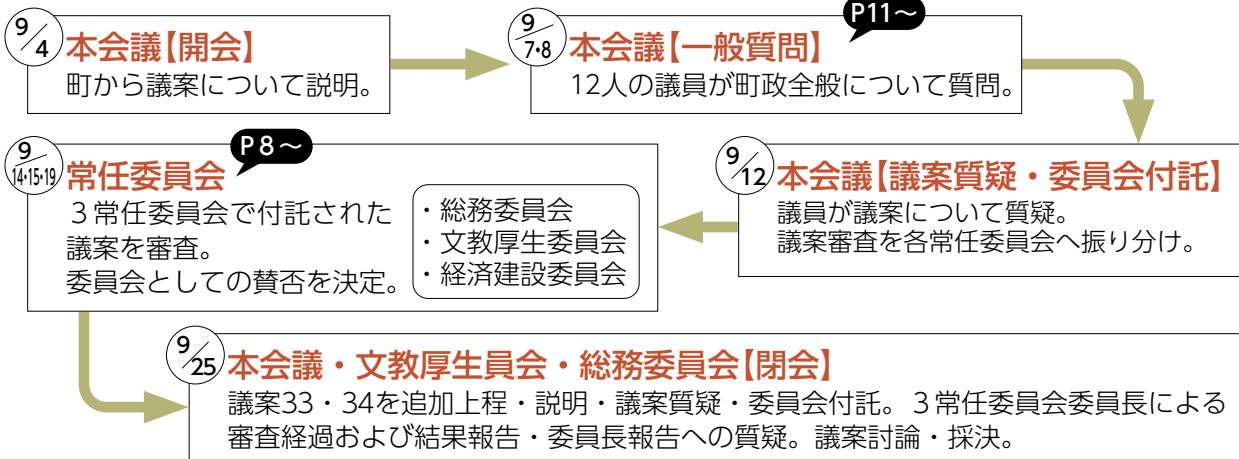 9/4
本会議【開会】
町から議案について説明。
P11～
9/7・8
本会議【一般質問】
12人の議員が町政全般について質問。
9/12
本会議【議案質疑・委員会付託】
議員が議案について質疑。
議案審査を各常任委員会へ振り分け。
P8～
9/14・15・19
常任委員会
３常任委員会で付託された
議案を審査。
委員会としての賛否を決定。
・総務委員会
・文教厚生委員会
・経済建設委員会
9/25
本会議・文教厚生員会・総務委員会【閉会】
議案33・34を追加上程・説明・議案質疑・委員会付託。３常任委員会委員長による
審査経過および結果報告・委員長報告への質疑。議案討論・採決。